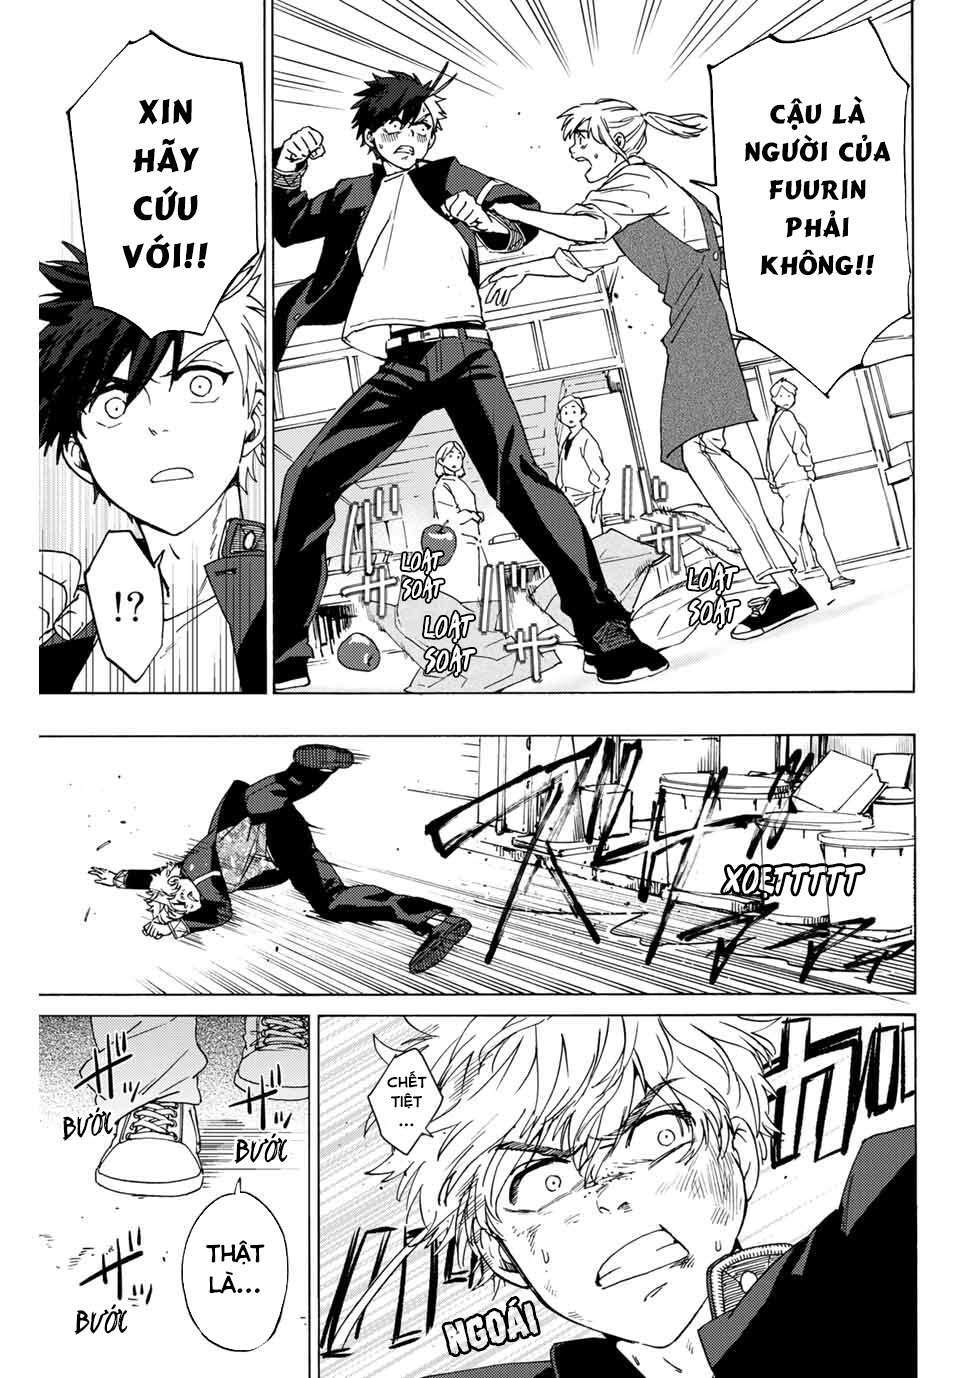 CẬU LÀ
NGƯỜI CỦA
FUURIN
PHẢI
KHÔNG!!
LOẠT
SOẠT
LOẠT
SOẠT
LOẠT
SOẠT
XIN
HÃY
CỨU
VỚI!!
!?
XOẸTTTTT
CHẾT
TIỆT
...
NGOÁI
BƯỚC
BƯỚC
THẬT
LÀ...
BƯỚC